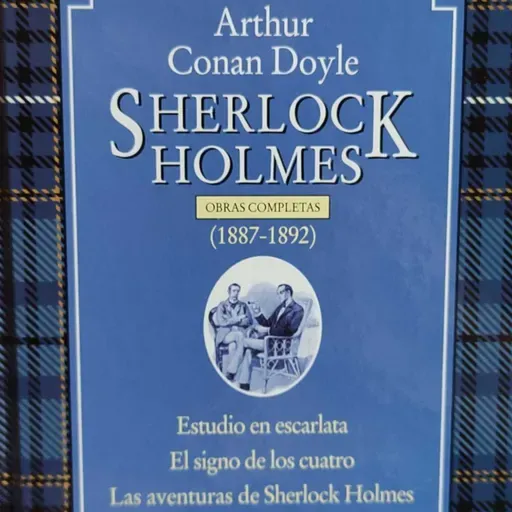 Arthur
Conan Doyle
SHERLOCK
HOLMES
OBRAS COMPLETAS
(1887-1892)
Estudio en escarlata
El signo de los cuatro
Las aventuras de Sherlock Holmes